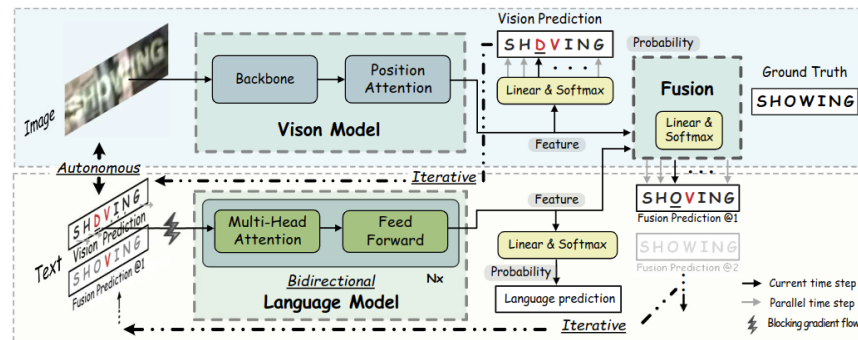 Vision Prediction
SHDVING
Probability
Image
SHOWING
Backbone
Position
Attention
Vison Model
Linear & Softmax
Feature
Fusion
Linear &
Softmax
Ground Truth
SHOWING
Autonomous
Iterative
Text
SHDVING
Vision Prediction
SHOVING
Fusion Prediction @1
Multi-Head
Attention
Feed
Forward
Bidirectional
Nx
Language Model
Feature
Linear & Softmax
Probability
Language prediction
SHOVING
Fusion Prediction @1
SHOWING
Fusion Prediction @2
Iterative
Current time step
Parallel time step
Blocking gradient flow